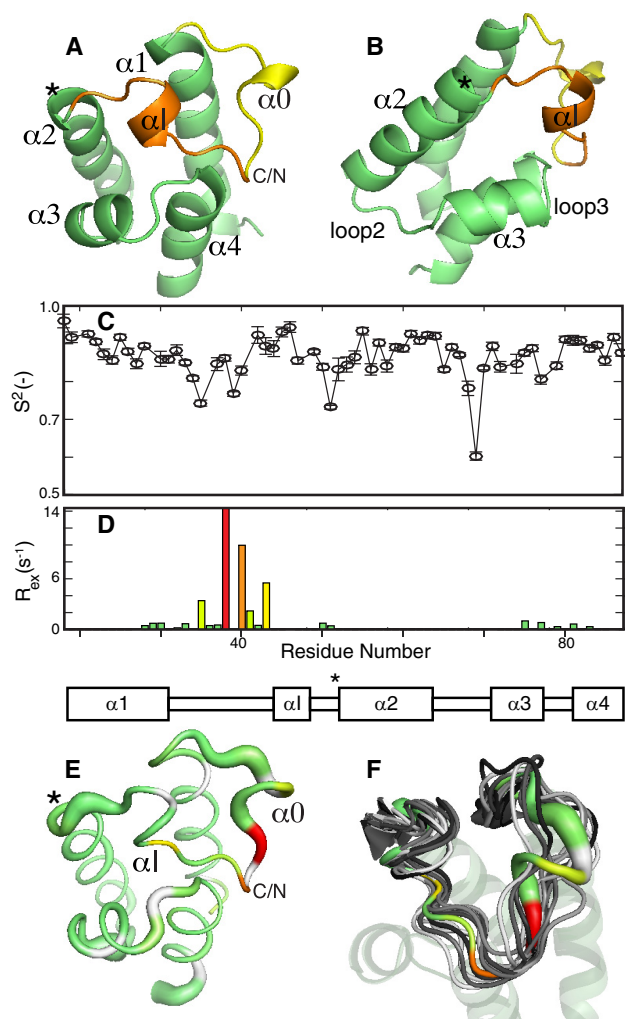 A
B
α1
α0
*
α2
αI
C/N
α3
α4
*
α2
αI
loop2
α3
loop3
C
1.0
0.7
0.5
S²(-)
D
14
6
0
Rex(s⁻¹)
40
80
Residue Number
*
α1
αI
α2
α3
α4
E
F
*
α0
αI
C/N